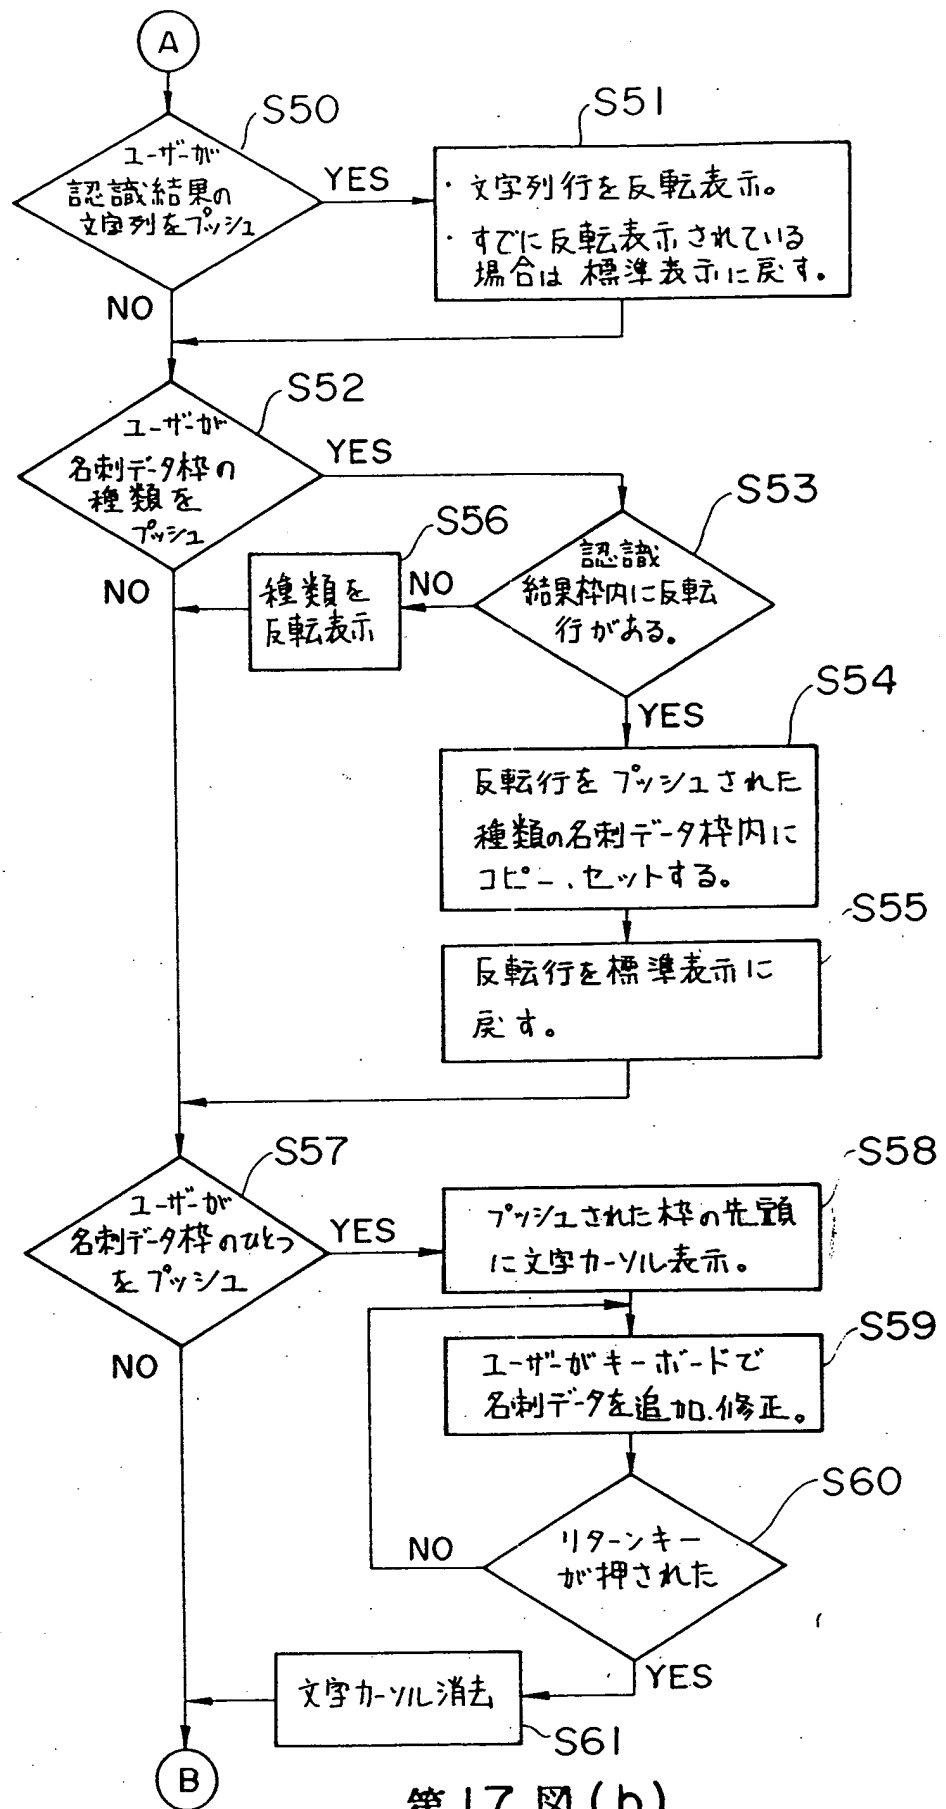 A
S50
ユーザーが
認識結果の
文字列をプッシュ
YES
NO
S51
・文字列行を反転表示。
・すでに反転表示されている
場合は標準表示に戻す。
S52
ユーザーが
名刺データ枠の
種類を
プッシュ
YES
NO
S53
認識
結果枠内に反転
行がある。
NO
YES
S56
種類を
反転表示
S54
反転行をプッシュされた
種類の名刺データ枠内に
コピー、セットする。
S55
反転行を標準表示に
戻す。
S57
ユーザーが
名刺データ枠のひとつ
をプッシュ
YES
NO
S58
プッシュされた枠の先頭
に文字カーソル表示。
S59
ユーザーがキーボードで
名刺データを追加、修正。
S60
リターンキー
が押された
NO
YES
文字カーソル消去
S61
B
第17図(b)